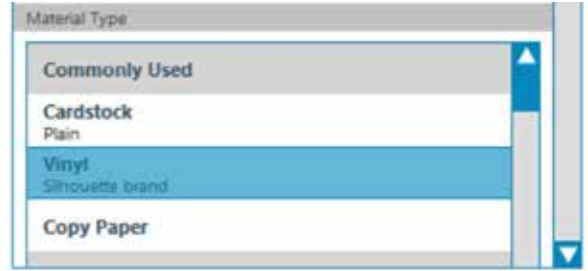 Material Type
Commonly Used
Cardstock
Plain
Vinyl
Silhouette brand
Copy Paper